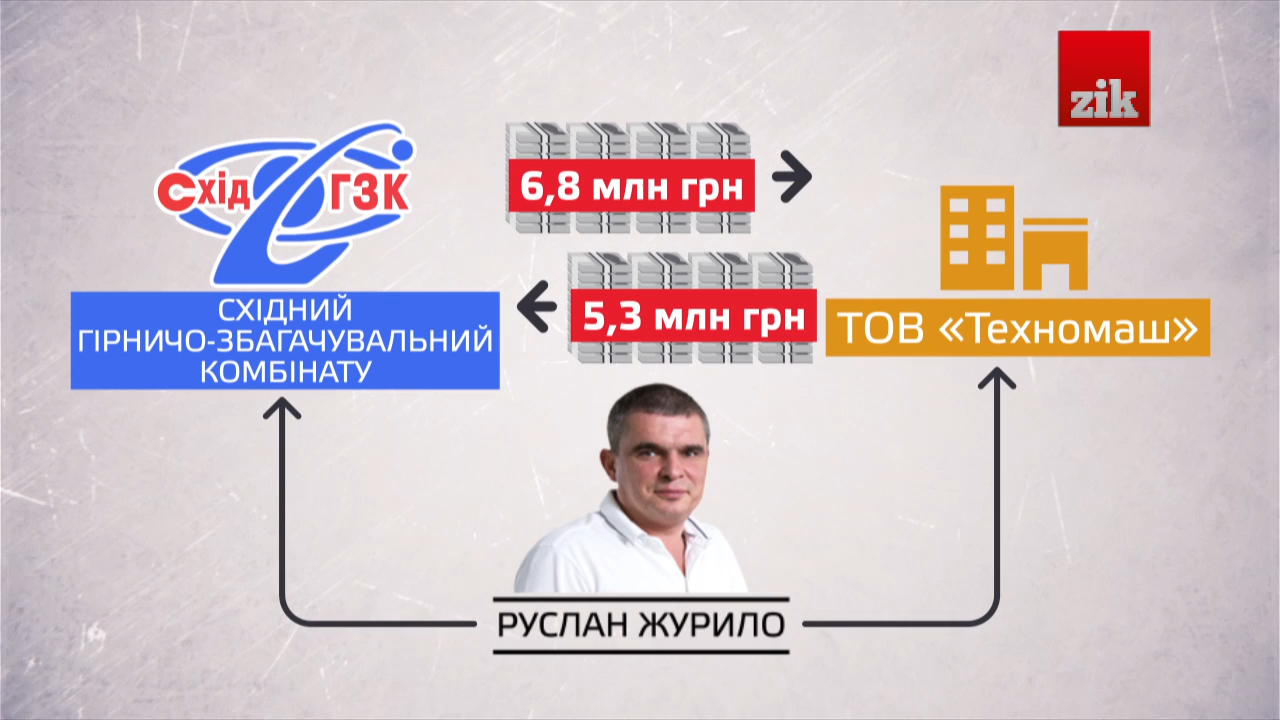 zik
Схід ГЗК
6,8 млн грн
5,3 млн грн
СХІДНИЙ
ГІРНИЧО-ЗБАГАЧУВАЛЬНИЙ
КОМБІНАТУ
ТОВ «Техномаш»
РУСЛАН ЖУРИЛО